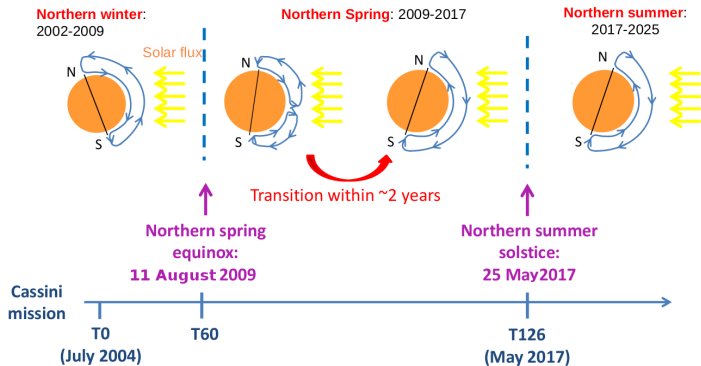 Northern winter:
2002-2009
Northern Spring: 2009-2017
Northern summer:
2017-2025
Solar flux
N
S
N
S
N
S
N
S
Transition within ~2 years
Northern spring
equinox:
11 August 2009
Northern summer
solstice:
25 May2017
Cassini
mission
T0
(July 2004)
T60
T126
(May 2017)